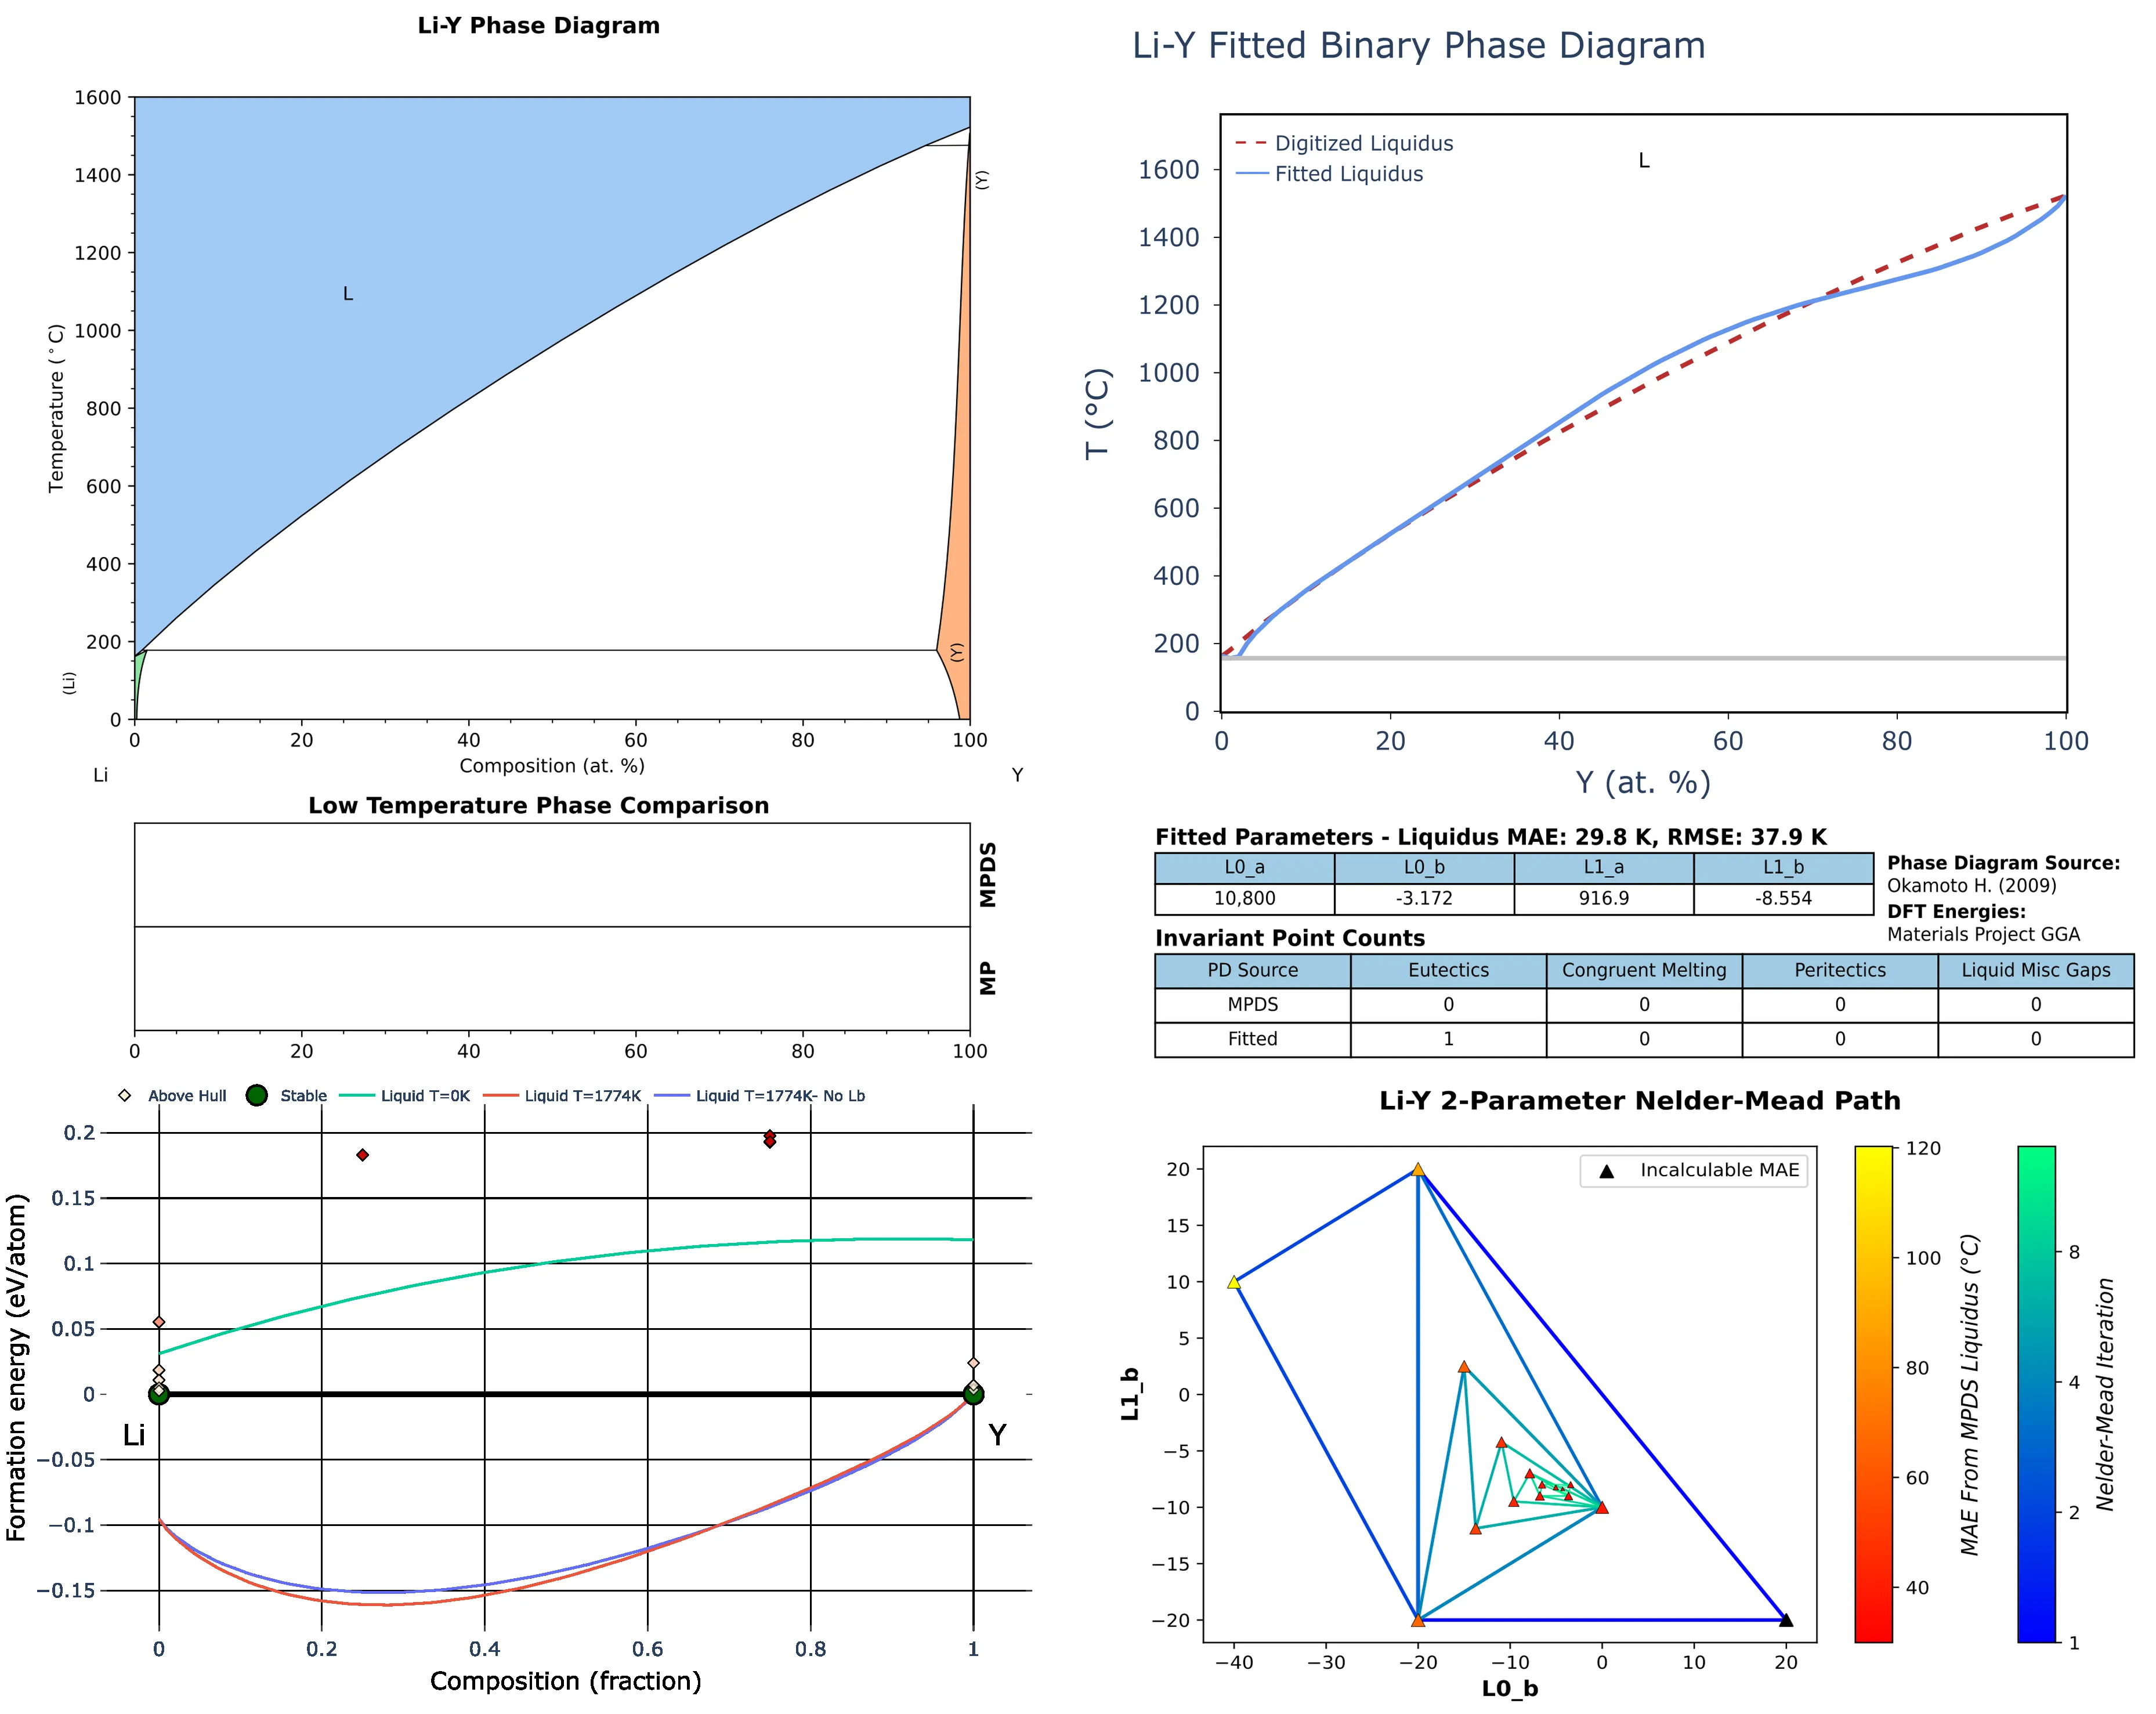 Li-Y Phase Diagram
1600
1400
1200
1000
800
600
400
200
0
Temperature (°C)
L
(Y)
(Y)
(Li)
0 20 40 60 80 100
Composition (at. %)
Li Y
Low Temperature Phase Comparison
MPDS
MP
0 20 40 60 80 100
Li-Y Fitted Binary Phase Diagram
Digitized Liquidus
Fitted Liquidus
L
1600
1400
1200
1000
800
600
400
200
0
T (°C)
0 20 40 60 80 100
Y (at. %)
Fitted Parameters - Liquidus MAE: 29.8 K, RMSE: 37.9 K
L0_a L0_b L1_a L1_b
10,800 -3.172 916.9 -8.554
Phase Diagram Source:
Okamoto H. (2009)
DFT Energies:
Materials Project GGA
Invariant Point Counts
PD Source Eutectics Congruent Melting Peritectics Liquid Misc Gaps
MPDS 0 0 0 0
Fitted 1 0 0 0
Above Hull Stable Liquid T=0K Liquid T=1774K Liquid T=1774K- No Lb
0.2
0.15
0.1
0.05
0
−0.05
−0.1
−0.15
Formation energy (eV/atom)
Li Y
0 0.2 0.4 0.6 0.8 1
Composition (fraction)
Li-Y 2-Parameter Nelder-Mead Path
Incalculable MAE
20
15
10
5
0
−5
−10
−15
−20
L1_b
−40 −30 −20 −10 0 10 20
L0_b
120
100
80
60
40
MAE From MPDS Liquidus (°C)
8
4
2
1
Nelder-Mead Iteration